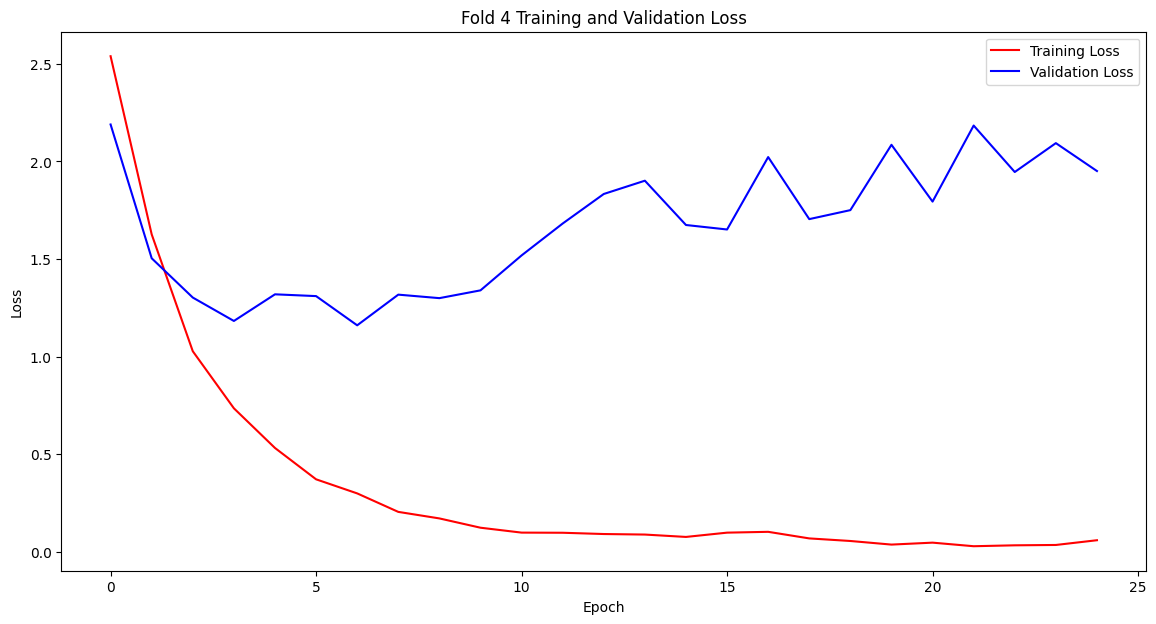 Fold 4 Training and Validation Loss
Training Loss
Validation Loss
2.5
2.0
1.5
1.0
0.5
0.0
Loss
0 5 10 15 20 25
Epoch